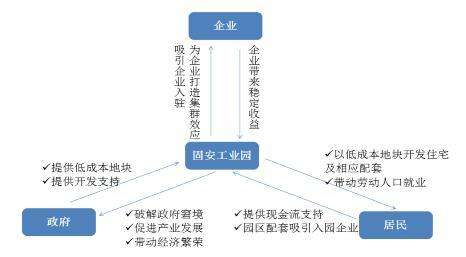 企业
吸引企业入驻
为企业打造集群效应
企业带来稳定收益
固安工业园
✓提供低成本地块
✓提供开发支持
✓以低成本地块开发住宅
及相应配套
✓带动劳动人口就业
政府
✓破解政府窘境
✓促进产业发展
✓带动经济繁荣
✓提供现金流支持
✓园区配套吸引入园企业
居民